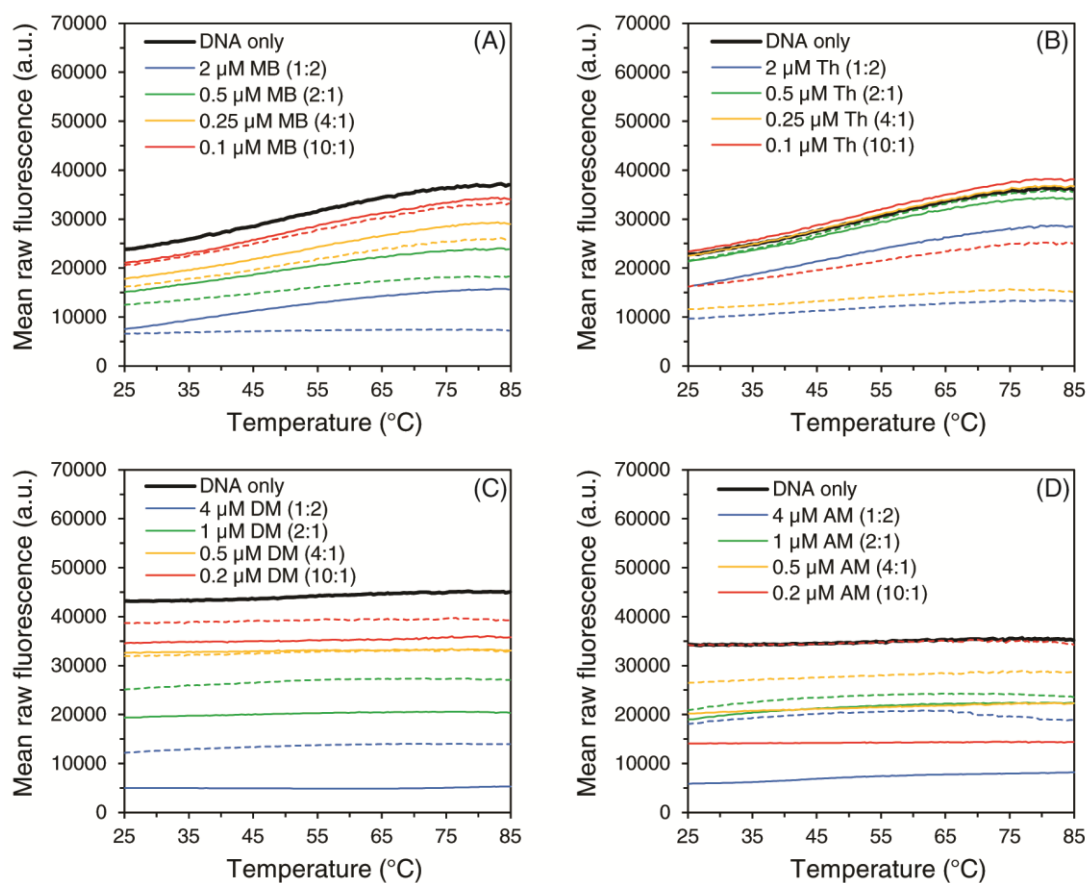 (A)
Mean raw fluorescence (a.u.)
70000
60000
50000
40000
30000
20000
10000
0
DNA only
2 µM MB (1:2)
0.5 µM MB (2:1)
0.25 µM MB (4:1)
0.1 µM MB (10:1)
25 35 45 55 65 75 85
Temperature (°C)
(B)
Mean raw fluorescence (a.u.)
70000
60000
50000
40000
30000
20000
10000
0
DNA only
2 µM Th (1:2)
0.5 µM Th (2:1)
0.25 µM Th (4:1)
0.1 µM Th (10:1)
25 35 45 55 65 75 85
Temperature (°C)
(C)
Mean raw fluorescence (a.u.)
70000
60000
50000
40000
30000
20000
10000
0
DNA only
4 µM DM (1:2)
1 µM DM (2:1)
0.5 µM DM (4:1)
0.2 µM DM (10:1)
25 35 45 55 65 75 85
Temperature (°C)
(D)
Mean raw fluorescence (a.u.)
70000
60000
50000
40000
30000
20000
10000
0
DNA only
4 µM AM (1:2)
1 µM AM (2:1)
0.5 µM AM (4:1)
0.2 µM AM (10:1)
25 35 45 55 65 75 85
Temperature (°C)